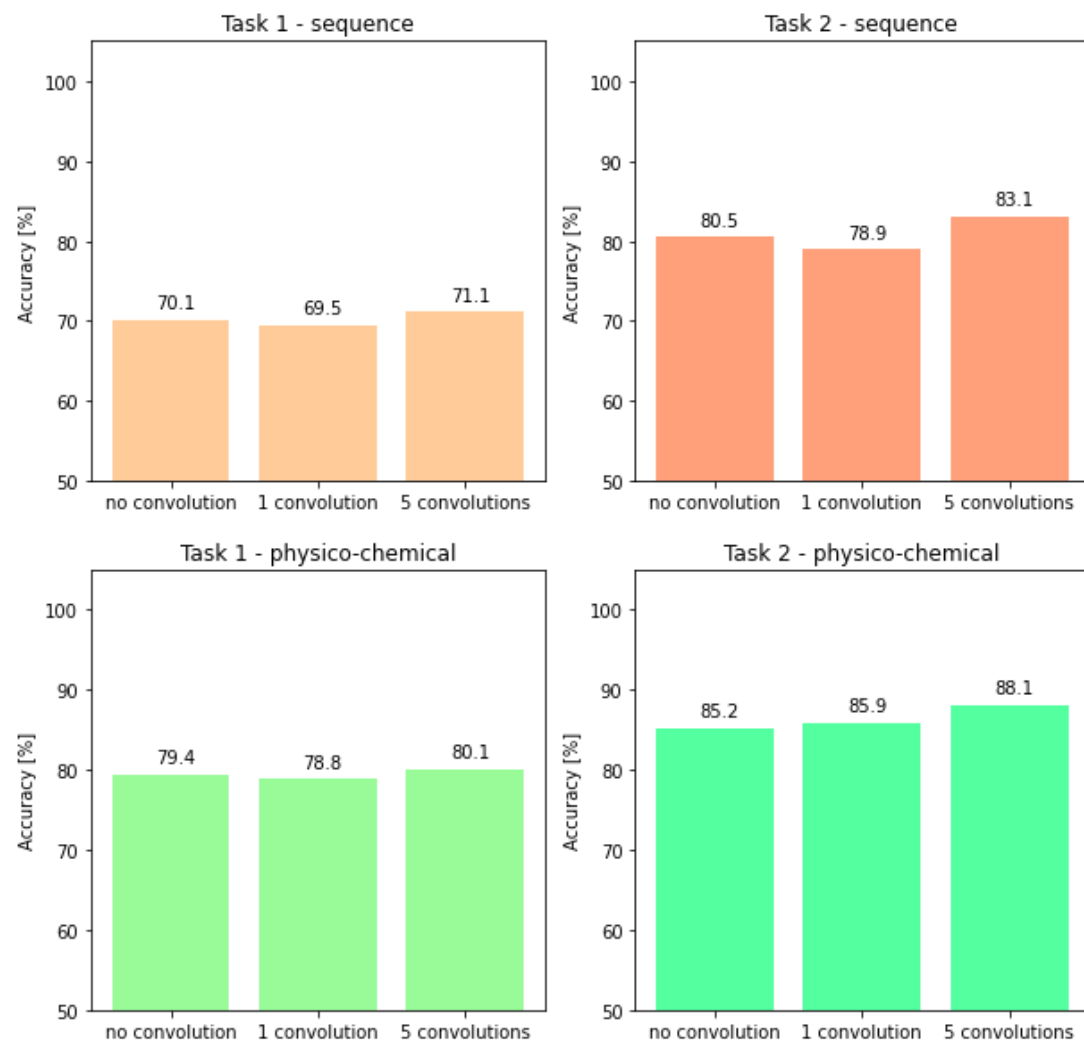 Task 1 - sequence
Accuracy [%]
100
90
80
70
60
50
70.1
69.5
71.1
no convolution
1 convolution
5 convolutions
Task 2 - sequence
Accuracy [%]
100
90
80
70
60
50
80.5
78.9
83.1
no convolution
1 convolution
5 convolutions
Task 1 - physico-chemical
Accuracy [%]
100
90
80
70
60
50
79.4
78.8
80.1
no convolution
1 convolution
5 convolutions
Task 2 - physico-chemical
Accuracy [%]
100
90
80
70
60
50
85.2
85.9
88.1
no convolution
1 convolution
5 convolutions